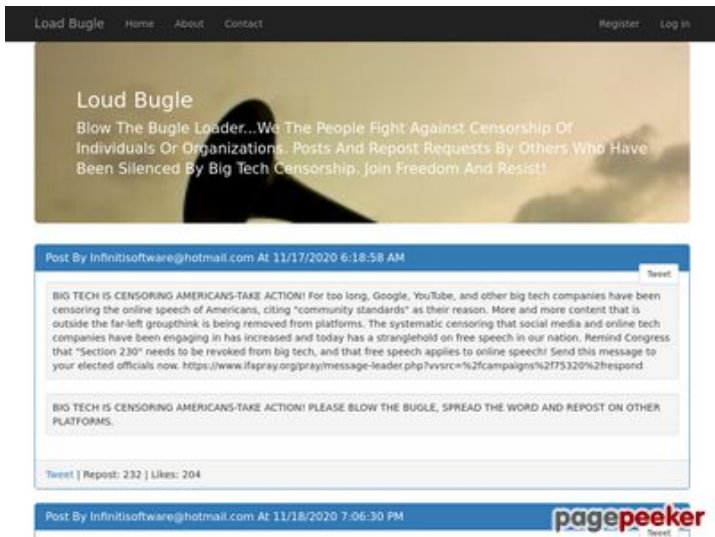 Load Bugle Home About Contact Register Log in
Loud Bugle
Blow The Bugle Loader...We The People Fight Against Censorship Of
Individuals Or Organizations. Posts And Repost Requests By Others Who Have
Been Silenced By Big Tech Censorship. Join Freedom And Resist!
Post By Infinitisoftware@hotmail.com At 11/17/2020 6:18:58 AM
Tweet
BIG TECH IS CENSORING AMERICANS-TAKE ACTION! For too long, Google, YouTube, and other big tech companies have been
censoring the online speech of Americans, citing "community standards" as their reason. More and more content that is
outside the far-left groupthink is being removed from platforms. The systematic censoring that social media and online tech
companies have been engaging in has increased and today has a stranglehold on free speech in our nation. Remind Congress
that "Section 230" needs to be revoked from big tech, and that free speech applies to online speech! Send this message to
your elected officials now. https://www.ifapray.org/pray/message-leader.php?vvsrc=%2fcampaigns%2f75320%2frespond
BIG TECH IS CENSORING AMERICANS-TAKE ACTION! PLEASE BLOW THE BUGLE, SPREAD THE WORD AND REPOST ON OTHER
PLATFORMS.
Tweet | Repost: 232 | Likes: 204
Post By Infinitisoftware@hotmail.com At 11/18/2020 7:06:30 PM
pagepeeker
Tweet